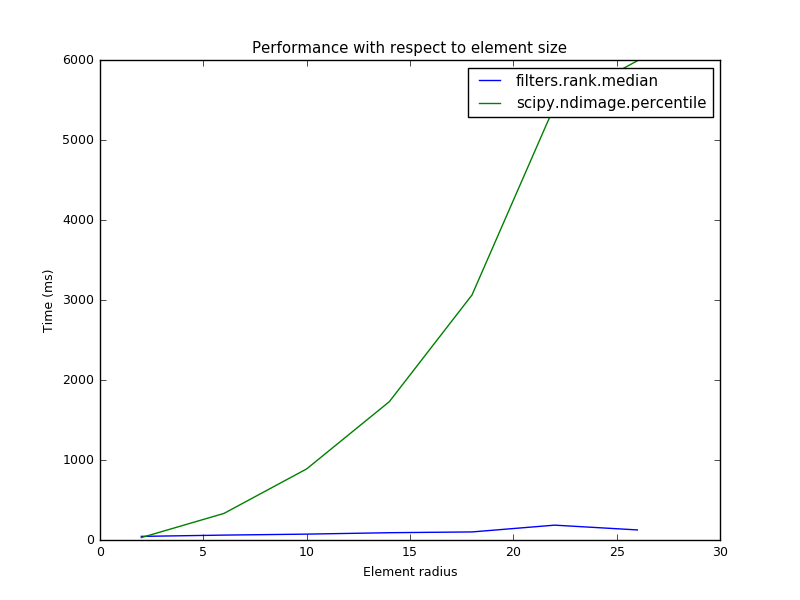 Performance with respect to element size
filters.rank.median
scipy.ndimage.percentile
6000
5000
4000
3000
2000
1000
0
Time (ms)
0 5 10 15 20 25 30
Element radius